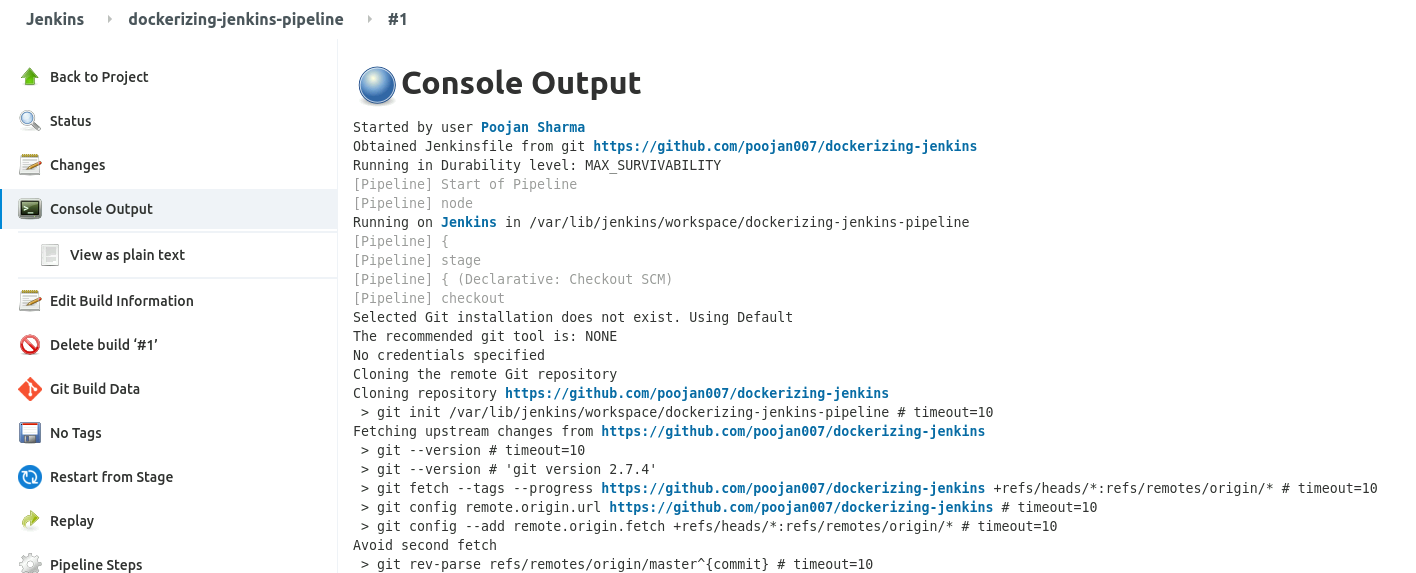 Jenkins dockerizing-jenkins-pipeline #1
Back to Project
Status
Changes
Console Output
View as plain text
Edit Build Information
Delete build ‘#1’
Git Build Data
No Tags
Restart from Stage
Replay
Pipeline Steps
Console Output
Started by user Poojan Sharma
Obtained Jenkinsfile from git https://github.com/poojan007/dockerizing-jenkins
Running in Durability level: MAX_SURVIVABILITY
[Pipeline] Start of Pipeline
[Pipeline] node
Running on Jenkins in /var/lib/jenkins/workspace/dockerizing-jenkins-pipeline
[Pipeline] {
[Pipeline] stage
[Pipeline] { (Declarative: Checkout SCM)
[Pipeline] checkout
Selected Git installation does not exist. Using Default
The recommended git tool is: NONE
No credentials specified
Cloning the remote Git repository
Cloning repository https://github.com/poojan007/dockerizing-jenkins
> git init /var/lib/jenkins/workspace/dockerizing-jenkins-pipeline # timeout=10
Fetching upstream changes from https://github.com/poojan007/dockerizing-jenkins
> git --version # timeout=10
> git --version # 'git version 2.7.4'
> git fetch --tags --progress https://github.com/poojan007/dockerizing-jenkins +refs/heads/*:refs/remotes/origin/* # timeout=10
> git config remote.origin.url https://github.com/poojan007/dockerizing-jenkins # timeout=10
> git config --add remote.origin.fetch +refs/heads/*:refs/remotes/origin/* # timeout=10
Avoid second fetch
> git rev-parse refs/remotes/origin/master^{commit} # timeout=10